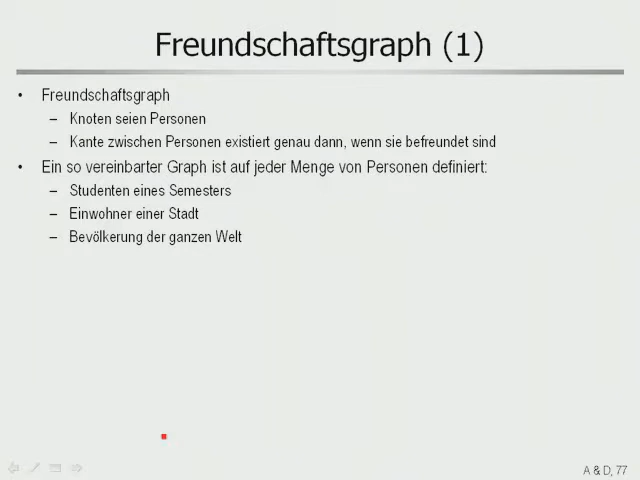 Freundschaftsgraph (1)
• Freundschaftsgraph
– Knoten seien Personen
– Kante zwischen Personen existiert genau dann, wenn sie befreundet sind
• Ein so vereinbarter Graph ist auf jeder Menge von Personen definiert:
– Studenten eines Semesters
– Einwohner einer Stadt
– Bevölkerung der ganzen Welt
A & D, 77